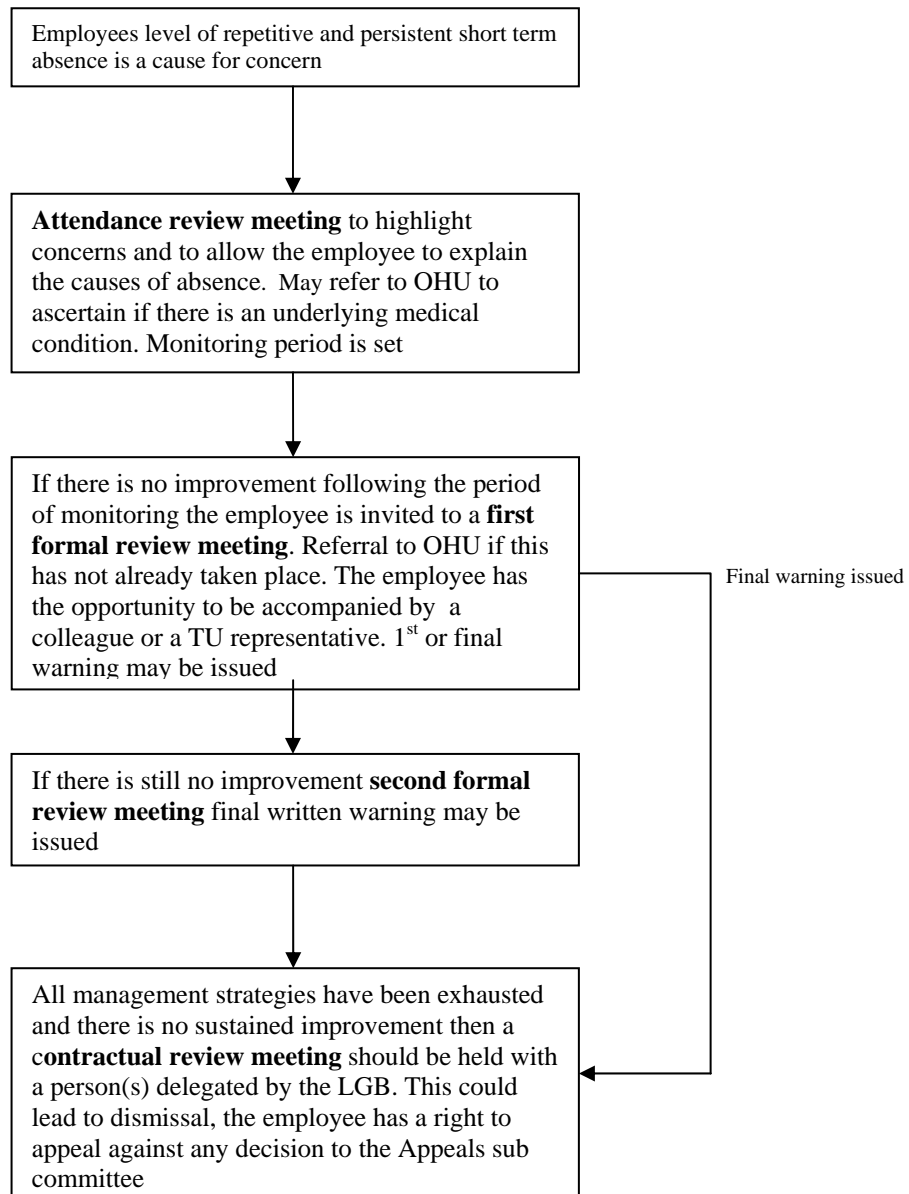 Employees level of repetitive and persistent short term
absence is a cause for concern
Attendance review meeting to highlight
concerns and to allow the employee to explain
the causes of absence. May refer to OHU to
ascertain if there is an underlying medical
condition. Monitoring period is set
If there is no improvement following the period
of monitoring the employee is invited to a first
formal review meeting. Referral to OHU if this
has not already taken place. The employee has
the opportunity to be accompanied by a
colleague or a TU representative. 1st or final
warning may be issued
Final warning issued
If there is still no improvement second formal
review meeting final written warning may be
issued
All management strategies have been exhausted
and there is no sustained improvement then a
contractual review meeting should be held with
a person(s) delegated by the LGB. This could
lead to dismissal, the employee has a right to
appeal against any decision to the Appeals sub
committee